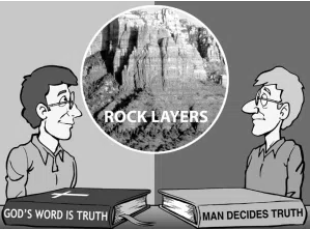 ROCK LAYERS
GOD'S WORD IS TRUTH
MAN DECIDES TRUTH